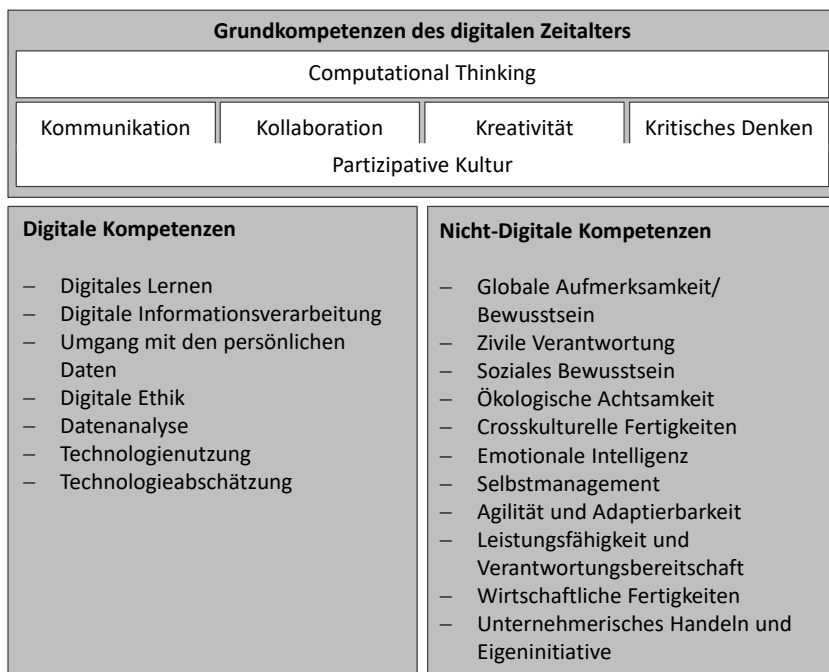 Grundkompetenzen des digitalen Zeitalters
Computational Thinking
Kommunikation Kollaboration Kreativität Kritisches Denken
Partizipative Kultur
Digitale Kompetenzen
– Digitales Lernen
– Digitale Informationsverarbeitung
– Umgang mit den persönlichen
Daten
– Digitale Ethik
– Datenanalyse
– Technologienutzung
– Technologieabschätzung
Nicht-Digitale Kompetenzen
– Globale Aufmerksamkeit/
Bewusstsein
– Zivile Verantwortung
– Soziales Bewusstsein
– Ökologische Achtsamkeit
– Crosskulturelle Fertigkeiten
– Emotionale Intelligenz
– Selbstmanagement
– Agilität und Adaptierbarkeit
– Leistungsfähigkeit und
Verantwortungsbereitschaft
– Wirtschaftliche Fertigkeiten
– Unternehmerisches Handeln und
Eigeninitiative